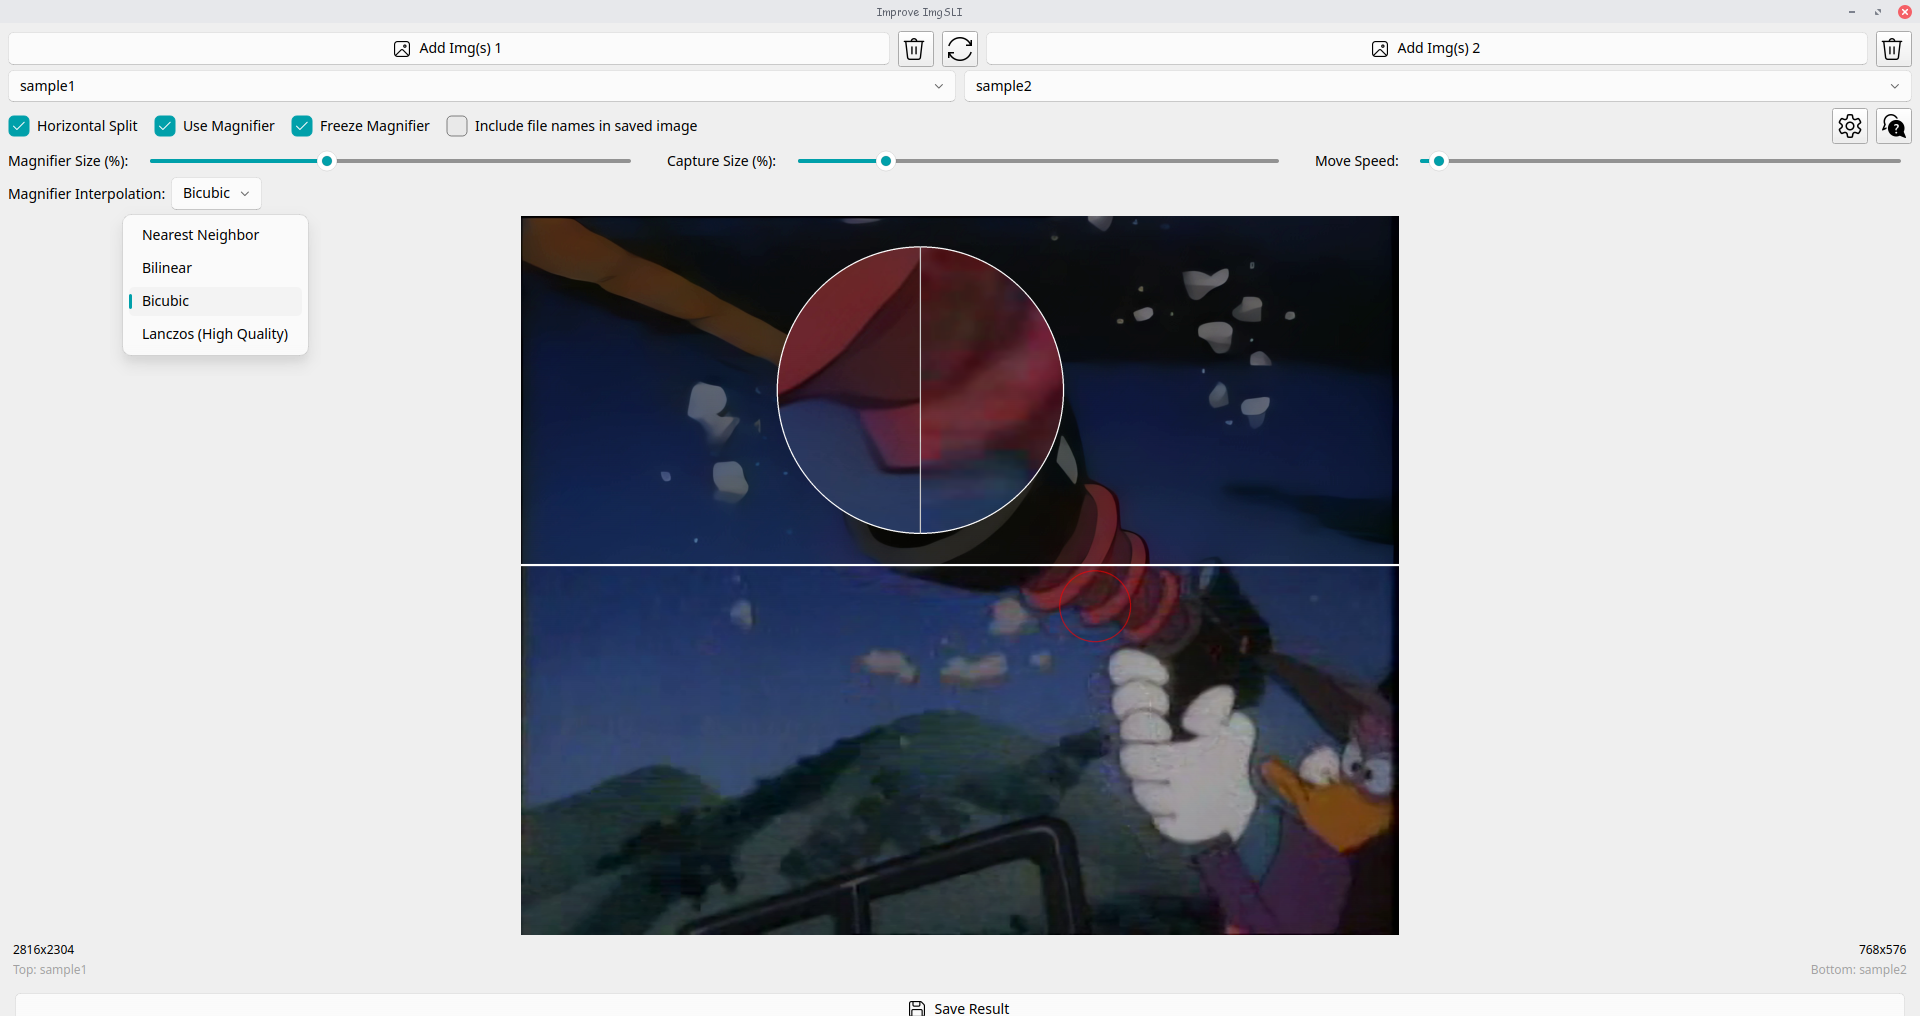 Improve ImgSLI
Add Img(s) 1
Add Img(s) 2
sample1
sample2
Horizontal Split
Use Magnifier
Freeze Magnifier
Include file names in saved image
Magnifier Size (%):
Capture Size (%):
Move Speed:
Magnifier Interpolation:
Bicubic
Nearest Neighbor
Bilinear
Bicubic
Lanczos (High Quality)
2816x2304
768x576
Top: sample1
Bottom: sample2
Save Result